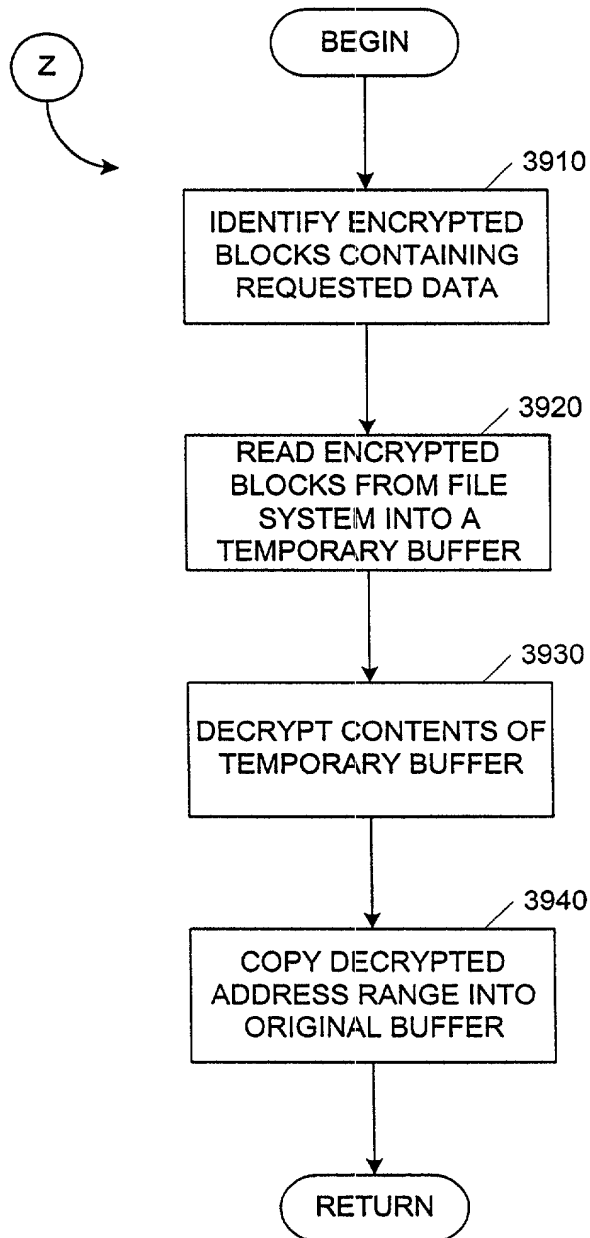 BEGIN
Z
3910
IDENTIFY ENCRYPTED
BLOCKS CONTAINING
REQUESTED DATA
3920
READ ENCRYPTED
BLOCKS FROM FILE
SYSTEM INTO A
TEMPORARY BUFFER
3930
DECRYPT CONTENTS OF
TEMPORARY BUFFER
3940
COPY DECRYPTED
ADDRESS RANGE INTO
ORIGINAL BUFFER
RETURN